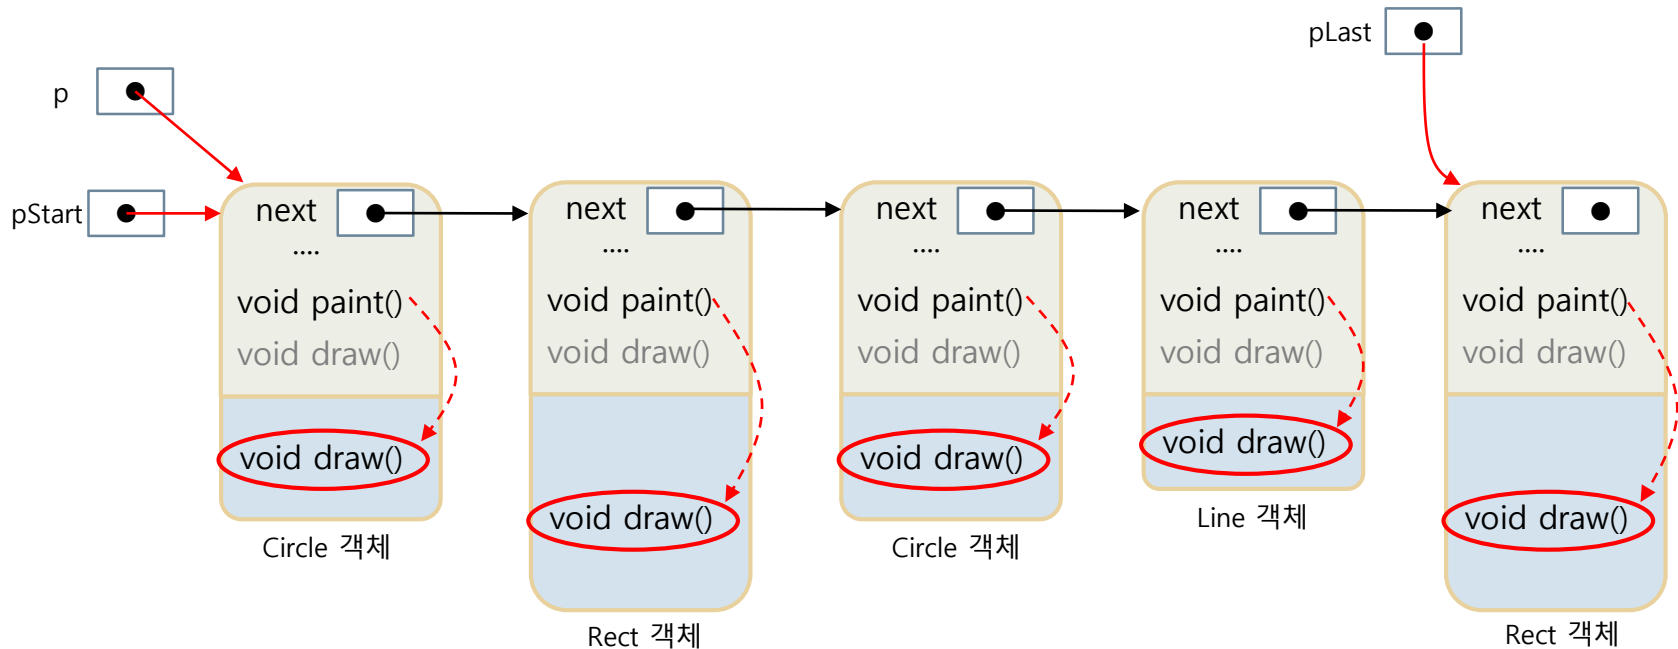 pLast
p
pStart
next
....
void paint()
void draw()
void draw()
Circle 객체
next
....
void paint()
void draw()
void draw()
Rect 객체
next
....
void paint()
void draw()
void draw()
Circle 객체
next
....
void paint()
void draw()
void draw()
Line 객체
next
....
void paint()
void draw()
void draw()
Rect 객체